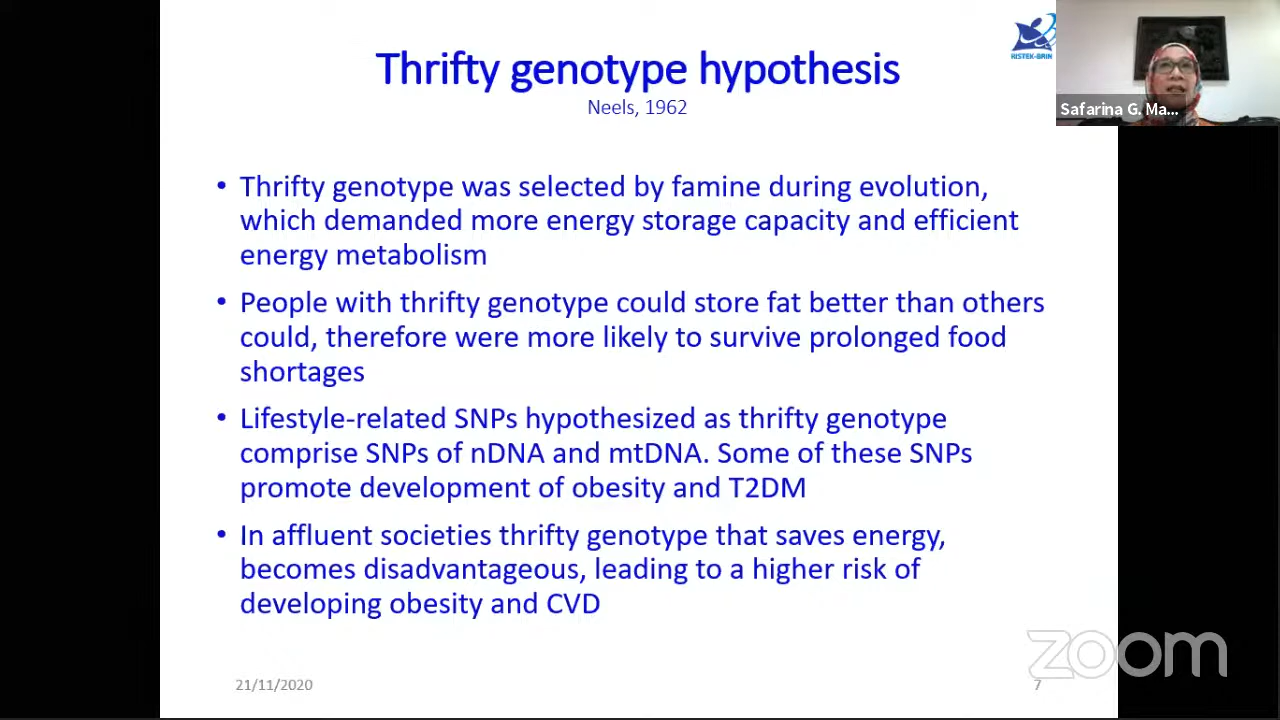 Thrifty genotype hypothesis
Neels, 1962
RISTEK-BRIN
Safarina G. Ma...
• Thrifty genotype was selected by famine during evolution,
which demanded more energy storage capacity and efficient
energy metabolism
• People with thrifty genotype could store fat better than others
could, therefore were more likely to survive prolonged food
shortages
• Lifestyle-related SNPs hypothesized as thrifty genotype
comprise SNPs of nDNA and mtDNA. Some of these SNPs
promote development of obesity and T2DM
• In affluent societies thrifty genotype that saves energy,
becomes disadvantageous, leading to a higher risk of
developing obesity and CVD
zoom
21/11/2020
7